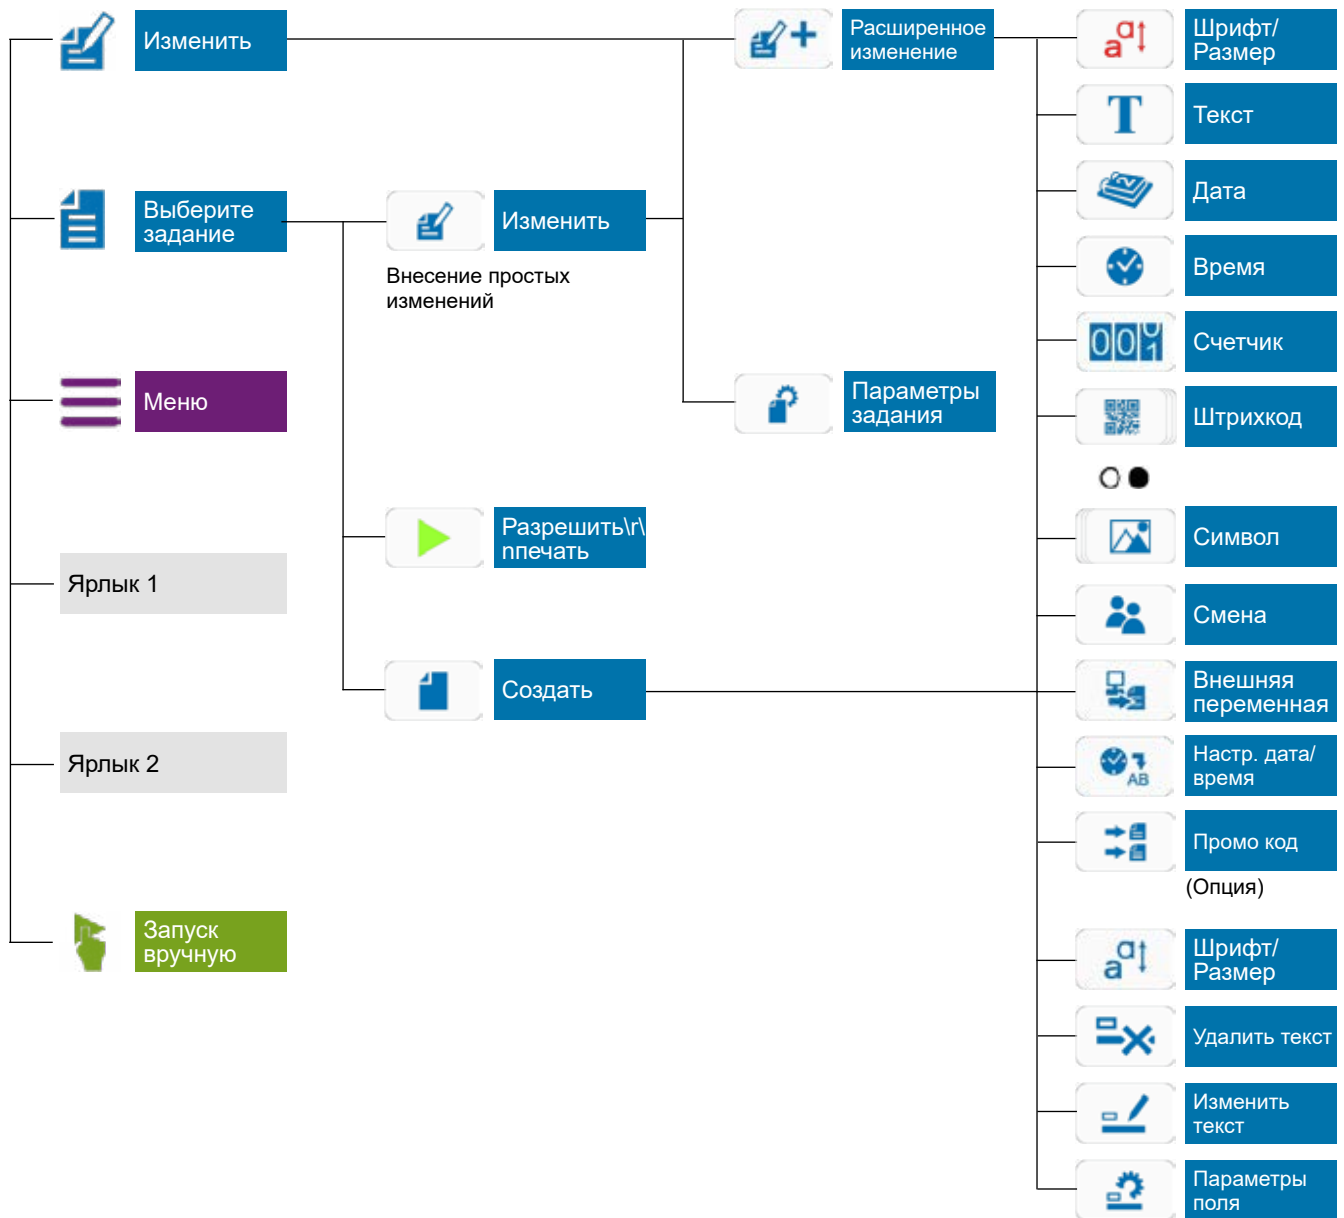 Изменить
Выберите
задание
Меню
Ярлык 1
Ярлык 2
Запуск
вручную
Изменить
Внесение простых
изменений
Разрешить\r\
nпечать
Создать
Расширенное
изменение
Параметры
задания
Шрифт/
Размер
Текст
Дата
Время
Счетчик
Штрихкод
Символ
Смена
Внешняя
переменная
Настр. дата/
время
AB
Промо код
(Опция)
Шрифт/
Размер
Удалить текст
Изменить
текст
Параметры
поля